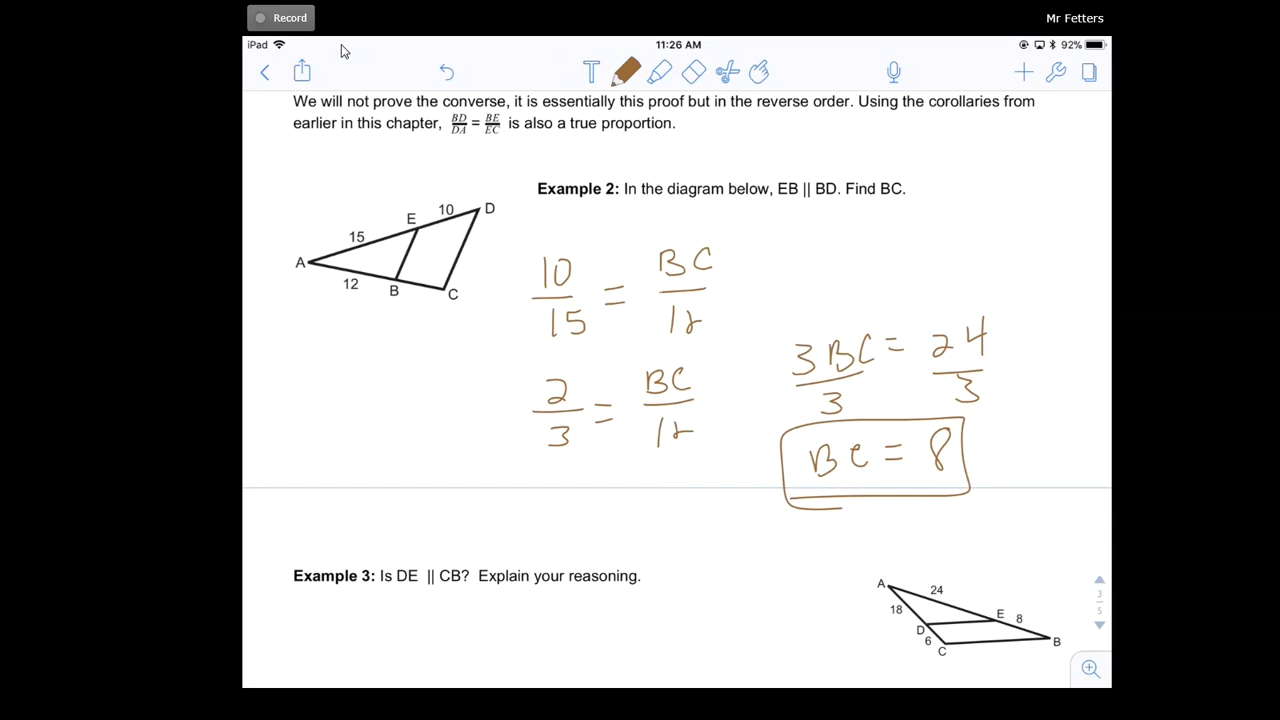 Record
Mr Fetters
iPad
11:26 AM
92%
T
We will not prove the converse, it is essentially this proof but in the reverse order. Using the corollaries from
earlier in this chapter, BD/DA = BE/EC is also a true proportion.
Example 2: In the diagram below, EB || BD. Find BC.
A
15
E
10
D
12
B
C
10/15 = BC/12
2/3 = BC/12
3BC/3 = 24/3
BC = 8
Example 3: Is DE || CB? Explain your reasoning.
A
24
18
E
8
D
6
C
B
3
5